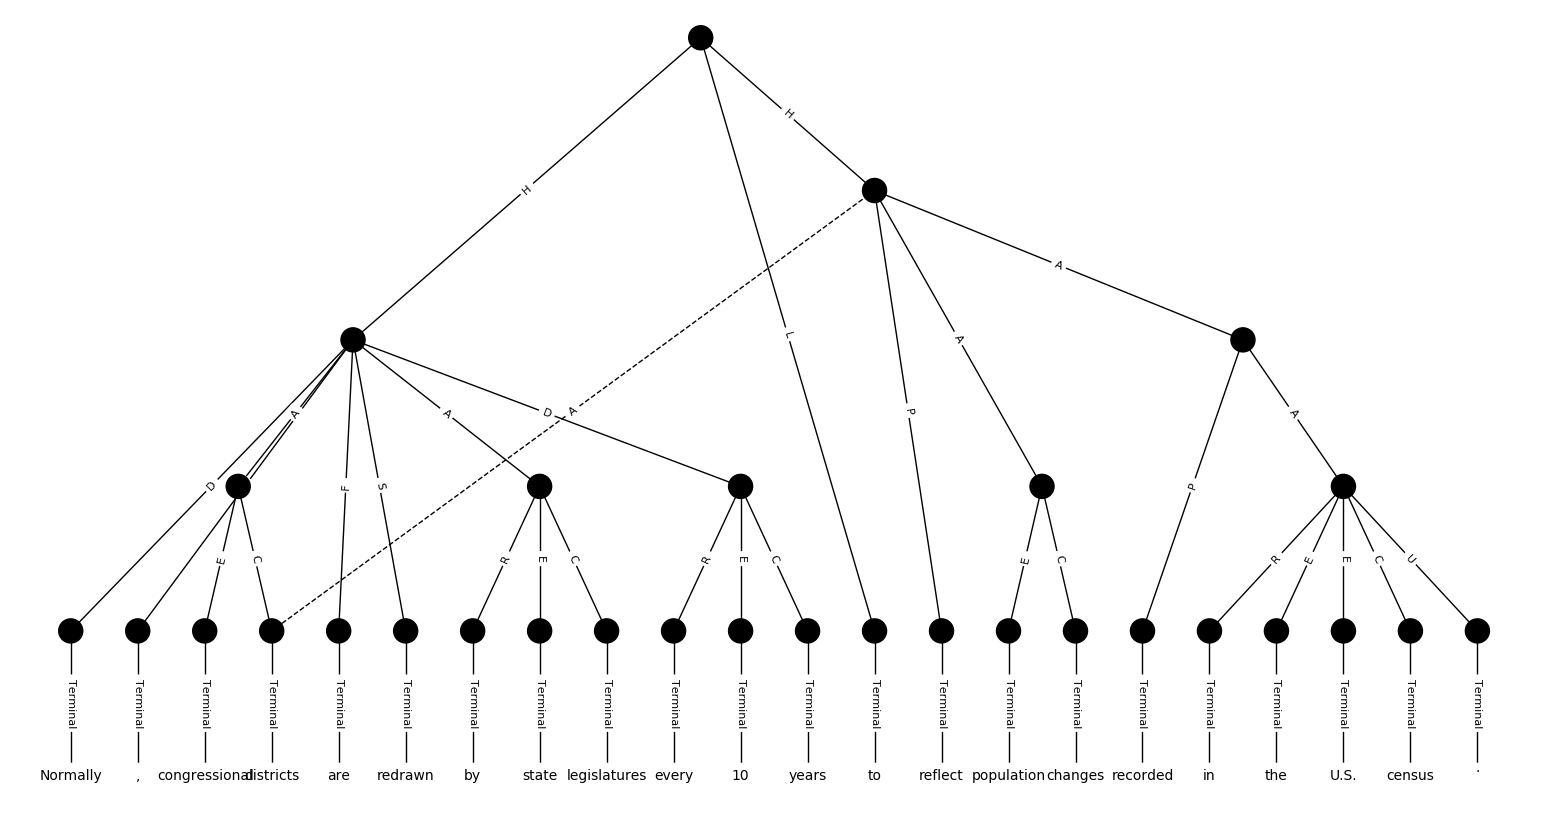 H
H
L
A
D
A
F
S
A
D
A
P
A
P
A
E
C
R
E
C
R
E
C
E
C
R
E
E
C
U
Terminal Terminal Terminal Terminal Terminal Terminal Terminal Terminal Terminal Terminal Terminal Terminal Terminal Terminal Terminal Terminal Terminal Terminal Terminal Terminal Terminal Terminal
Normally , congressional districts are redrawn by state legislatures every 10 years to reflect population changes recorded in the U.S. census .